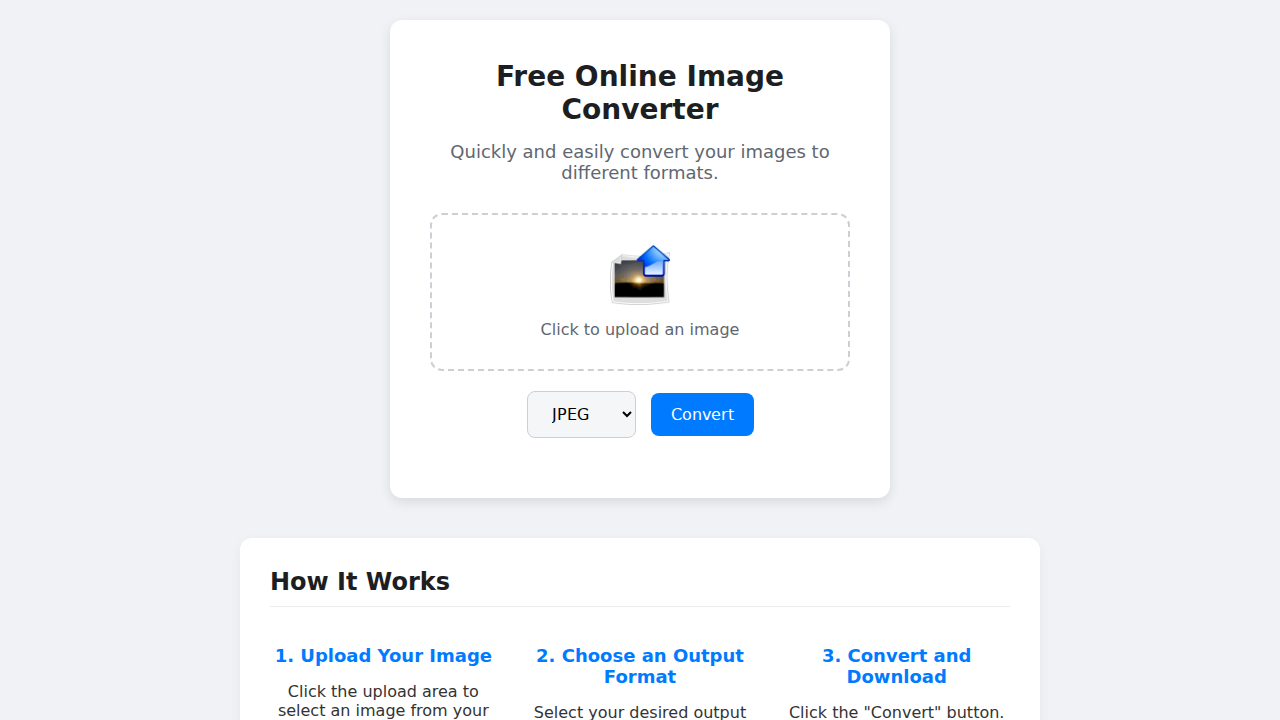 Free Online Image
Converter
Quickly and easily convert your images to
different formats.
Click to upload an image
JPEG
Convert
How It Works
1. Upload Your Image
Click the upload area to
select an image from your
2. Choose an Output
Format
Select your desired output
3. Convert and
Download
Click the "Convert" button.